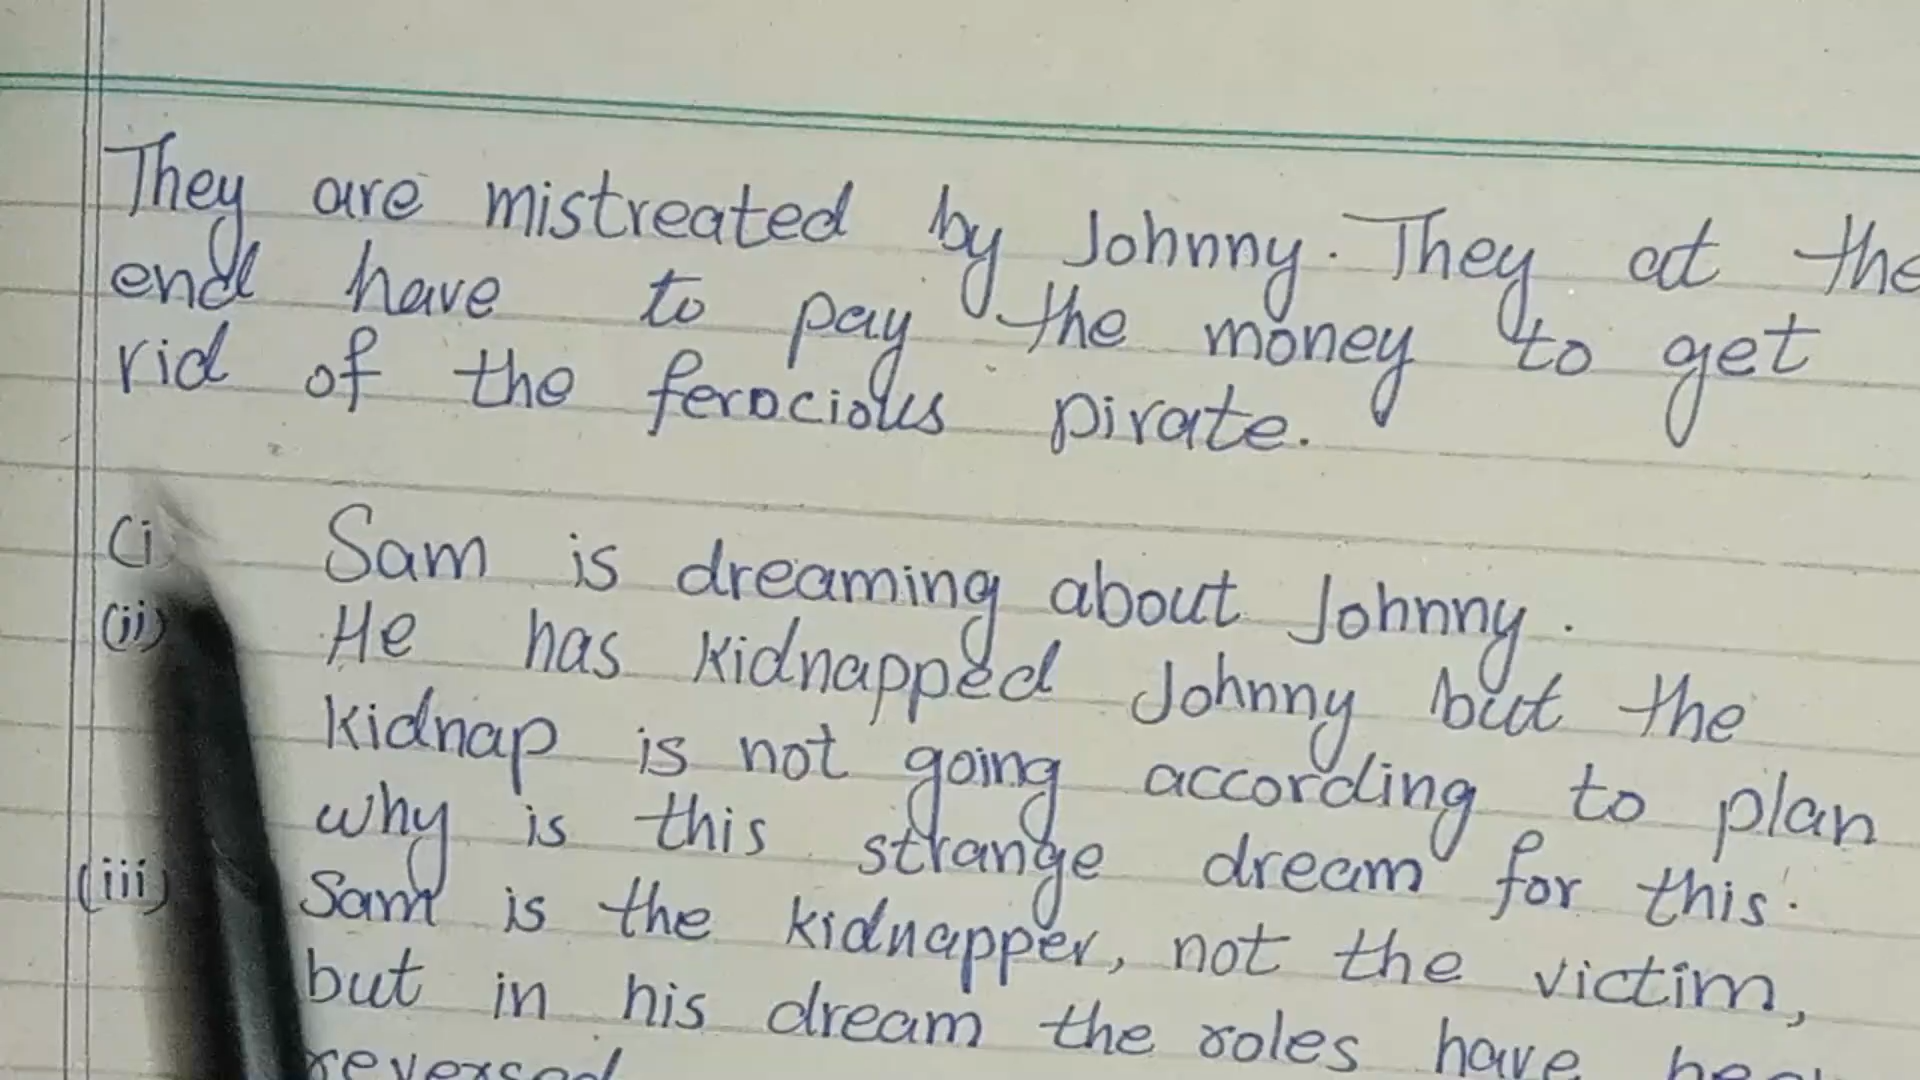 They are mistreated by Johnny. They at the
end have to pay the money to get
rid of the ferocious pirate.
(i) Sam is dreaming about Johnny.
(ii) He has kidnapped Johnny but the
kidnap is not going according to plan
why is this strange dream for this.
(iii) Sam is the kidnapper, not the victim,
but in his dream the roles have
reversed